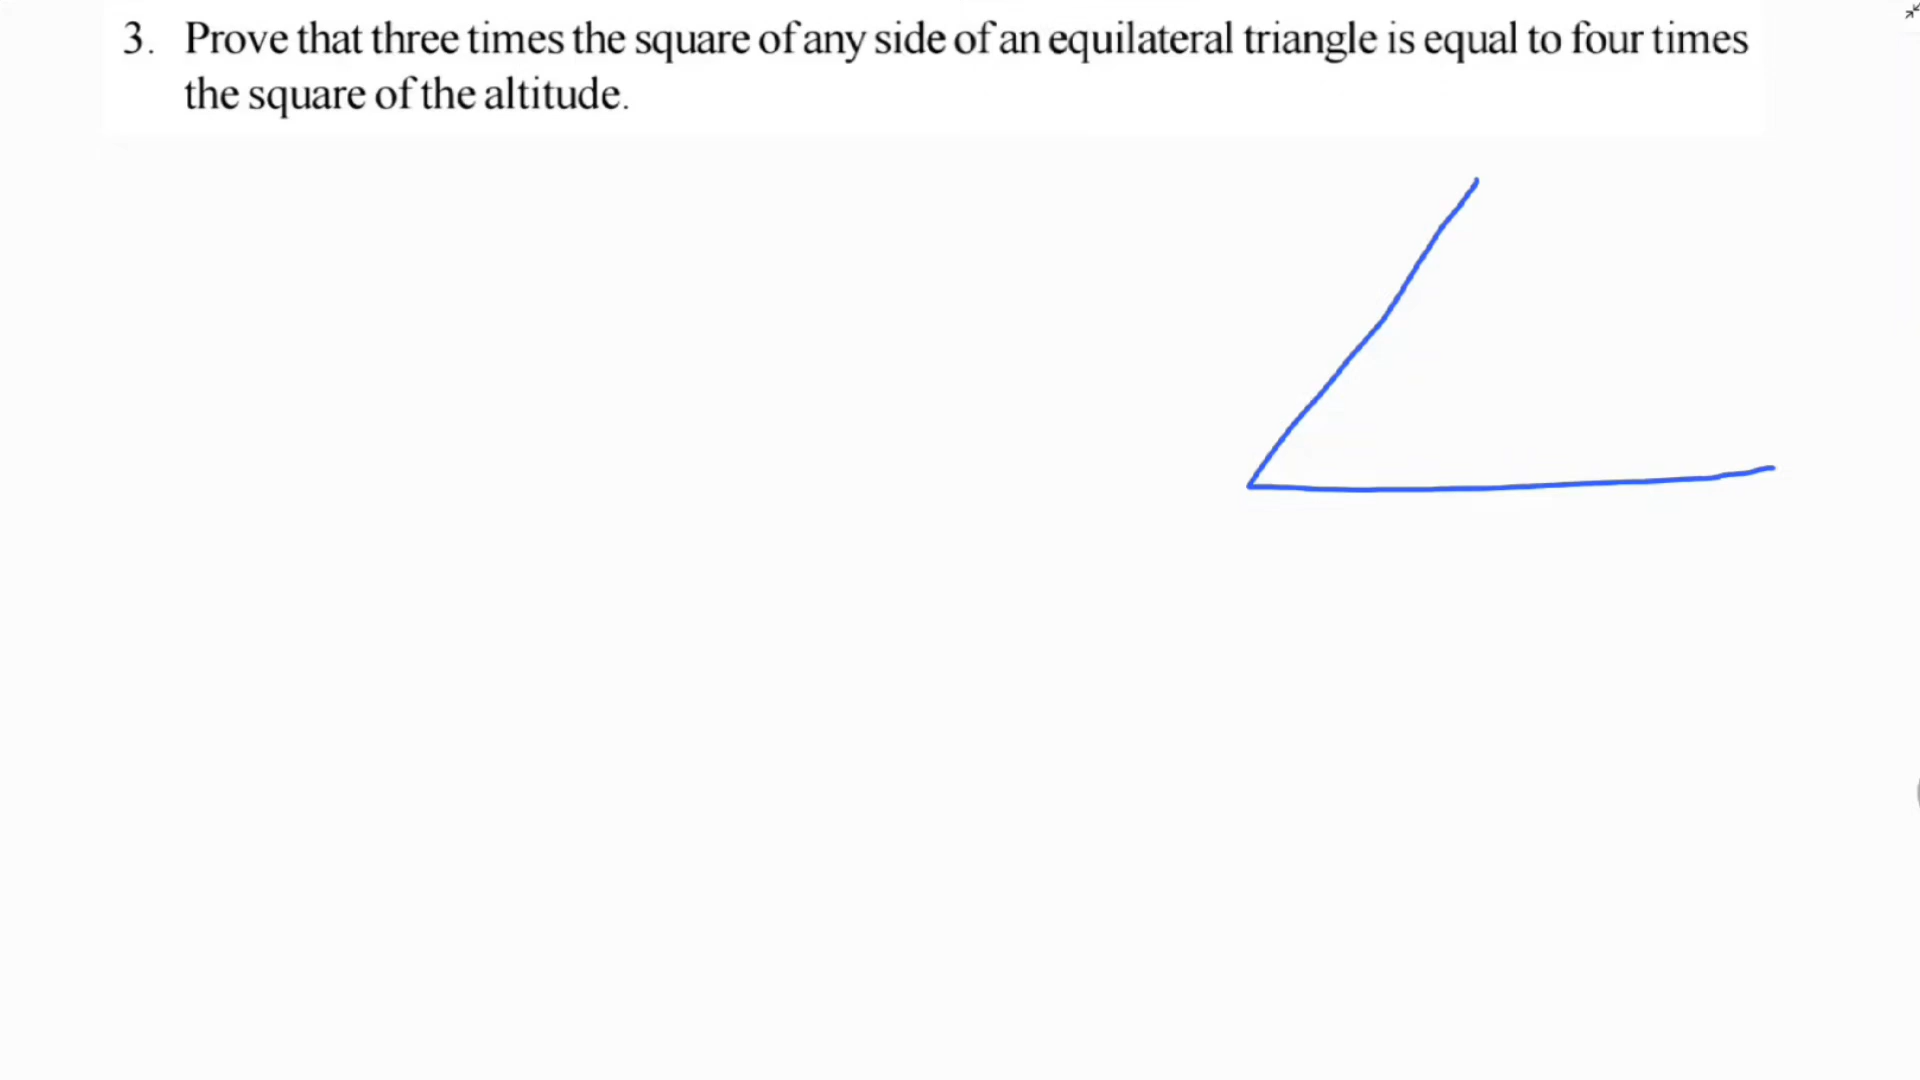 3. Prove that three times the square of any side of an equilateral triangle is equal to four times
the square of the altitude.